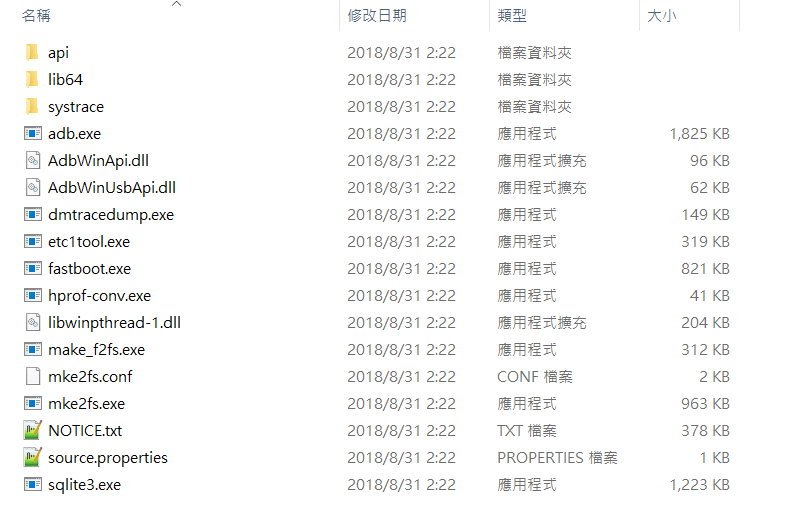 名稱 修改日期 類型 大小
api 2018/8/31 2:22 檔案資料夾
lib64 2018/8/31 2:22 檔案資料夾
systrace 2018/8/31 2:22 檔案資料夾
adb.exe 2018/8/31 2:22 應用程式 1,825 KB
AdbWinApi.dll 2018/8/31 2:22 應用程式擴充 96 KB
AdbWinUsbApi.dll 2018/8/31 2:22 應用程式擴充 62 KB
dmtracedump.exe 2018/8/31 2:22 應用程式 149 KB
etc1tool.exe 2018/8/31 2:22 應用程式 319 KB
fastboot.exe 2018/8/31 2:22 應用程式 821 KB
hprof-conv.exe 2018/8/31 2:22 應用程式 41 KB
libwinpthread-1.dll 2018/8/31 2:22 應用程式擴充 204 KB
make_f2fs.exe 2018/8/31 2:22 應用程式 312 KB
mke2fs.conf 2018/8/31 2:22 CONF 檔案 2 KB
mke2fs.exe 2018/8/31 2:22 應用程式 963 KB
NOTICE.txt 2018/8/31 2:22 TXT 檔案 378 KB
source.properties 2018/8/31 2:22 PROPERTIES 檔案 1 KB
sqlite3.exe 2018/8/31 2:22 應用程式 1,223 KB